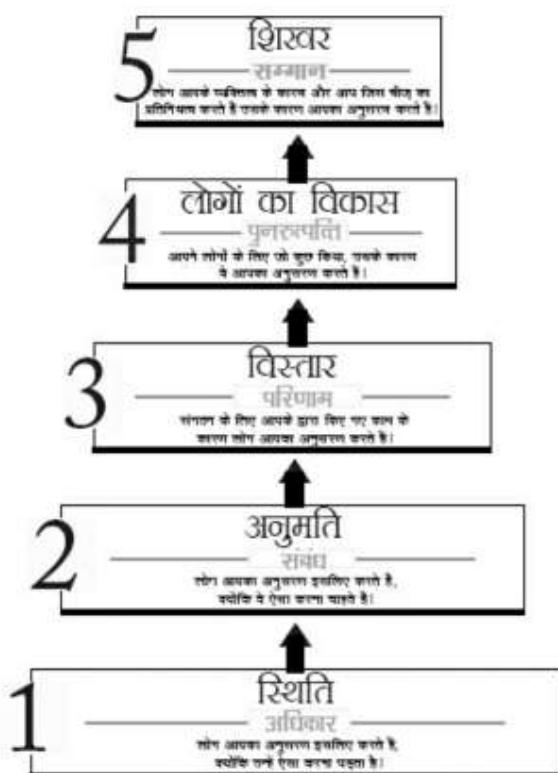 5
शिखर
सम्मान
लोग आपके व्यक्तित्व के कारण और आप जिस चीज़ का
प्रतिनिधित्व करते हैं उसके कारण आपका अनुसरण करते हैं।
4
लोगों का विकास
पुनरुत्पत्ति
आपने लोगों के लिए जो कुछ किया, उसके कारण
वे आपका अनुसरण करते हैं।
3
विस्तार
परिणाम
संगठन के लिए आपके द्वारा किए गए काम के
कारण लोग आपका अनुसरण करते हैं।
2
अनुमति
संबंध
लोग आपका अनुसरण इसलिए करते हैं,
क्योंकि वे ऐसा करना चाहते हैं।
1
स्थिति
अधिकार
लोग आपका अनुसरण इसलिए करते हैं,
क्योंकि उन्हें ऐसा करना पड़ता है।